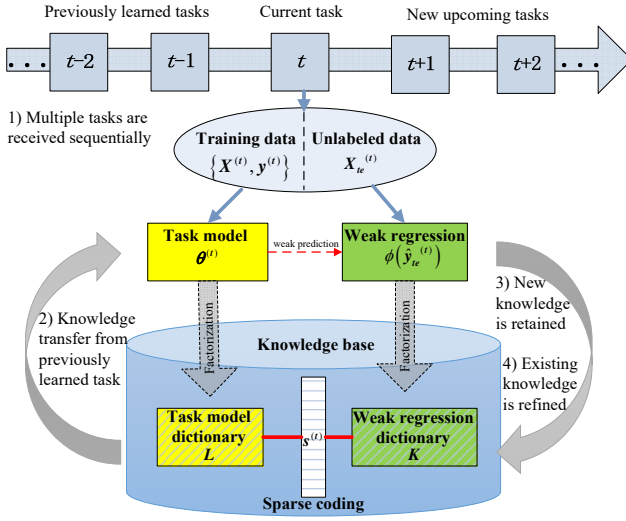 Previously learned tasks
Current task
New upcoming tasks
... t-2
t-1
t
t+1
t+2 ...
1) Multiple tasks are
received sequentially
Training data
{X^(t), y^(t)}
Unlabeled data
X_te^(t)
Task model
θ^(t)
weak prediction
Weak regression
ϕ(ŷ_te^(t))
2) Knowledge
transfer from
previously
learned task
3) New
knowledge
is retained
4) Existing
knowledge
is refined
Factorization
Factorization
Knowledge base
Task model
dictionary
L
s^(t)
Weak regression
dictionary
K
Sparse coding